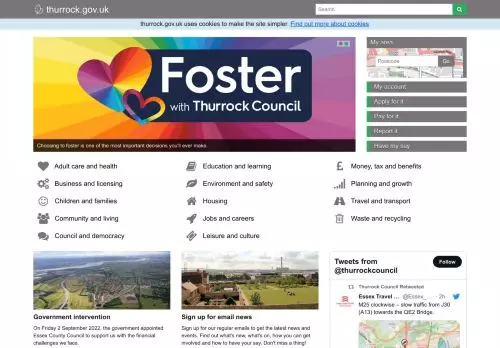 thurrock.gov.uk
Search
thurrock.gov.uk uses cookies to make the site simpler. Find out more about cookies
Foster
with Thurrock Council
Choosing to foster is one of the most important decisions you'll ever make.
My area
Postcode
Go
My account
Apply for it
Pay for it
Report it
Have my say
Adult care and health
Education and learning
Money, tax and benefits
Business and licensing
Environment and safety
Planning and growth
Children and families
Housing
Travel and transport
Community and living
Jobs and careers
Waste and recycling
Council and democracy
Leisure and culture
Government intervention
On Friday 2 September 2022, the government appointed
Essex County Council to support us with the financial
challenges we face.
Sign up for email news
Sign up for our regular emails to get the latest news and
events. Find out what's new, what's on, how you can get
involved and how to have your say. Don't miss a thing!
Tweets from
@thurrockcouncil
Follow
Thurrock Council Retweeted
Essex Travel ... @Essex_... · 2h
M25 clockwise – slow traffic from J30
(A13) towards the QE2 Bridge.